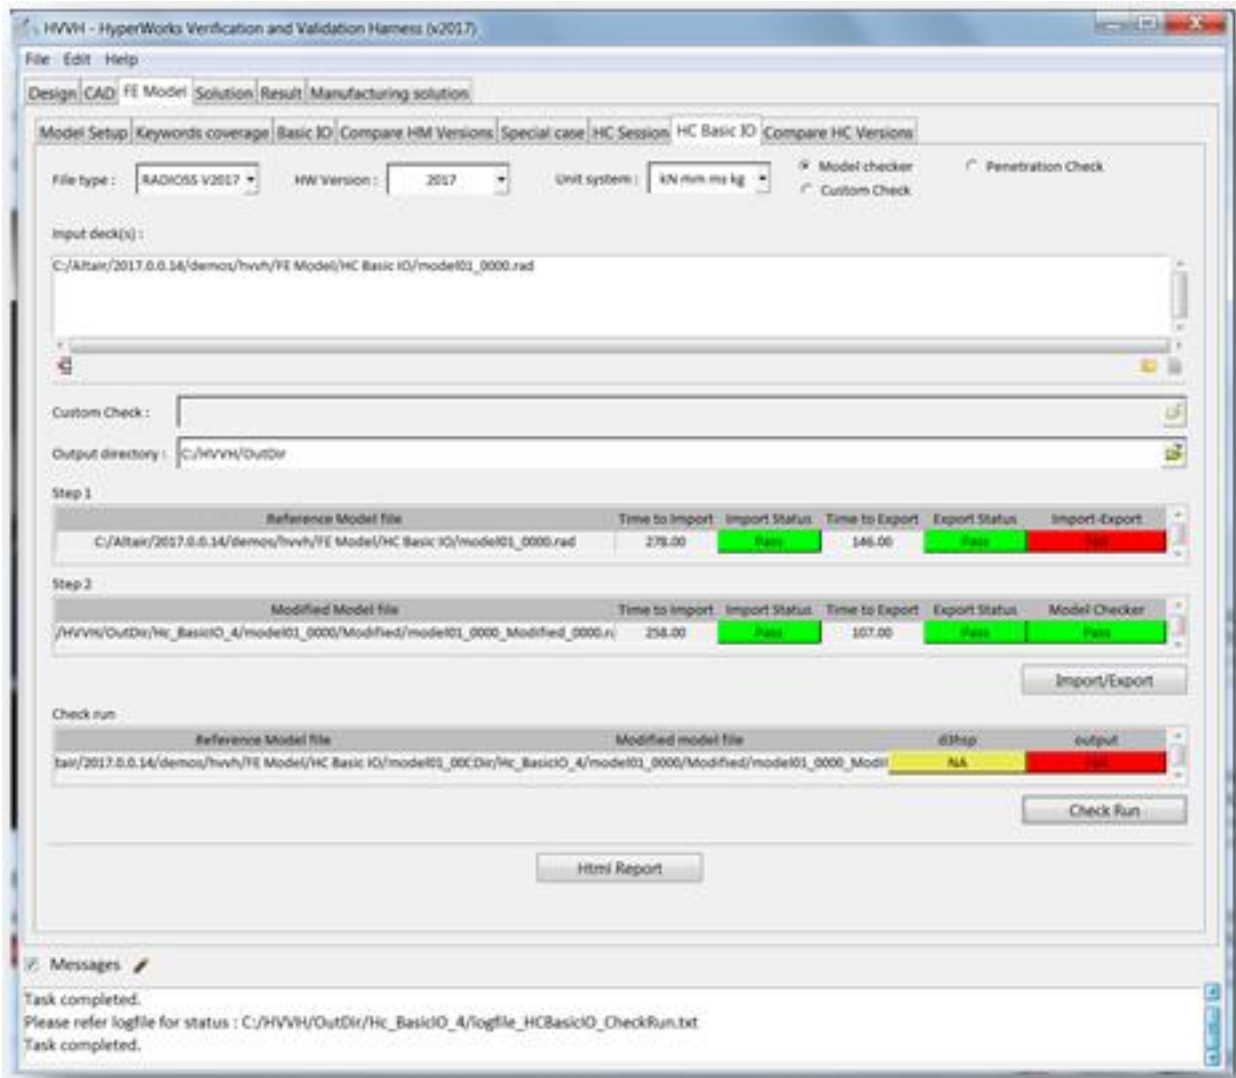 HVVH - HyperWorks Verification and Validation Harness (v2017)
File Edit Help
Design CAD FE Model Solution Result Manufacturing solution
Model Setup Keywords coverage Basic IO Compare HM Versions Special case HC Session HC Basic IO Compare HC Versions
File type : RADIOSS V2017 HW Version : 2017 Unit system : kN mm ms kg Model checker Penetration Check
Custom Check
Input deck(s) :
C:/Altair/2017.0.0.14/demos/hvvh/FE Model/HC Basic IO/model01_0000.rad
Custom Check :
Output directory : C:/HVVH/OutDir
Step 1
Reference Model file Time to Import Import Status Time to Export Export Status Import-Export
C:/Altair/2017.0.0.14/demos/hvvh/FE Model/HC Basic IO/model01_0000.rad 278.00 Pass 146.00 Pass Fail
Step 2
Modified Model file Time to Import Import Status Time to Export Export Status Model Checker
/HVVH/OutDir/Hc_BasicIO_4/model01_0000/Modified/model01_0000_Modified_0000.ra 258.00 Pass 107.00 Pass Pass
Import/Export
Check run
Reference Model file Modified model file d3hsp output
tair/2017.0.0.14/demos/hvvh/FE Model/HC Basic IO/model01_00CDir/Hc_BasicIO_4/model01_0000/Modified/model01_0000_Modif NA Fail
Check Run
Html Report
Messages
Task completed.
Please refer logfile for status : C:/HVVH/OutDir/Hc_BasicIO_4/logfile_HCBasicIO_CheckRun.txt
Task completed.